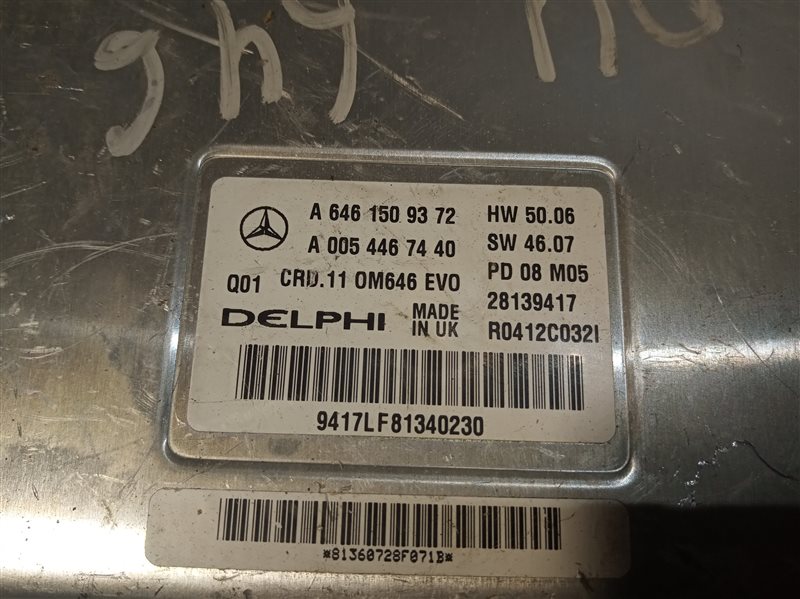 A 646 150 93 72 HW 50.06
A 005 446 74 40 SW 46.07
Q01 CRD.11 OM646 EVO PD 08 M05
DELPHI MADE IN UK 28139417
R0412C032I
9417LF81340230
*81360728F071B*